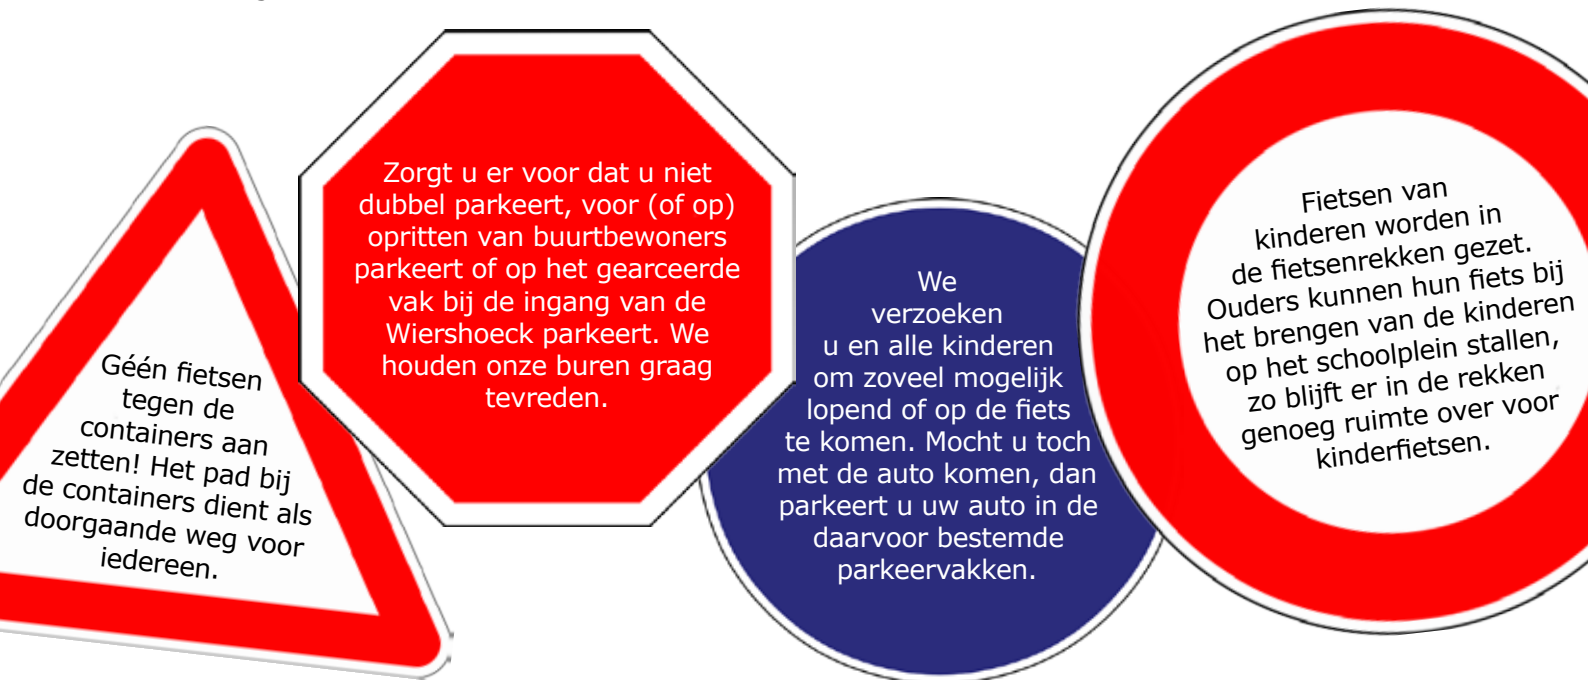 Géén fietsen
tegen de
containers aan
zetten! Het pad bij
de containers dient als
doorgaande weg voor
iedereen.
Zorgt u er voor dat u niet
dubbel parkeert, voor (of op)
opritten van buurtbewoners
parkeert of op het gearceerde
vak bij de ingang van de
Wiershoeck parkeert. We
houden onze buren graag
tevreden.
We
verzoeken
u en alle kinderen
om zoveel mogelijk
lopend of op de fiets
te komen. Mocht u toch
met de auto komen, dan
parkeert u uw auto in de
daarvoor bestemde
parkeervakken.
Fietsen van
kinderen worden in
de fietsenrekken gezet.
Ouders kunnen hun fiets bij
het brengen van de kinderen
op het schoolplein stallen,
zo blijft er in de rekken
genoeg ruimte over voor
kinderfietsen.